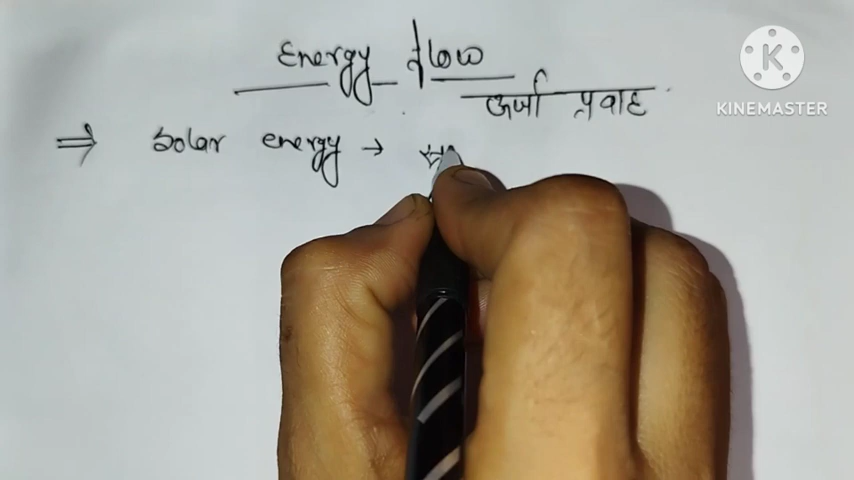 Energy flow
ऊर्जा प्रवाह
⇒ Solar energy →
KINEMASTER